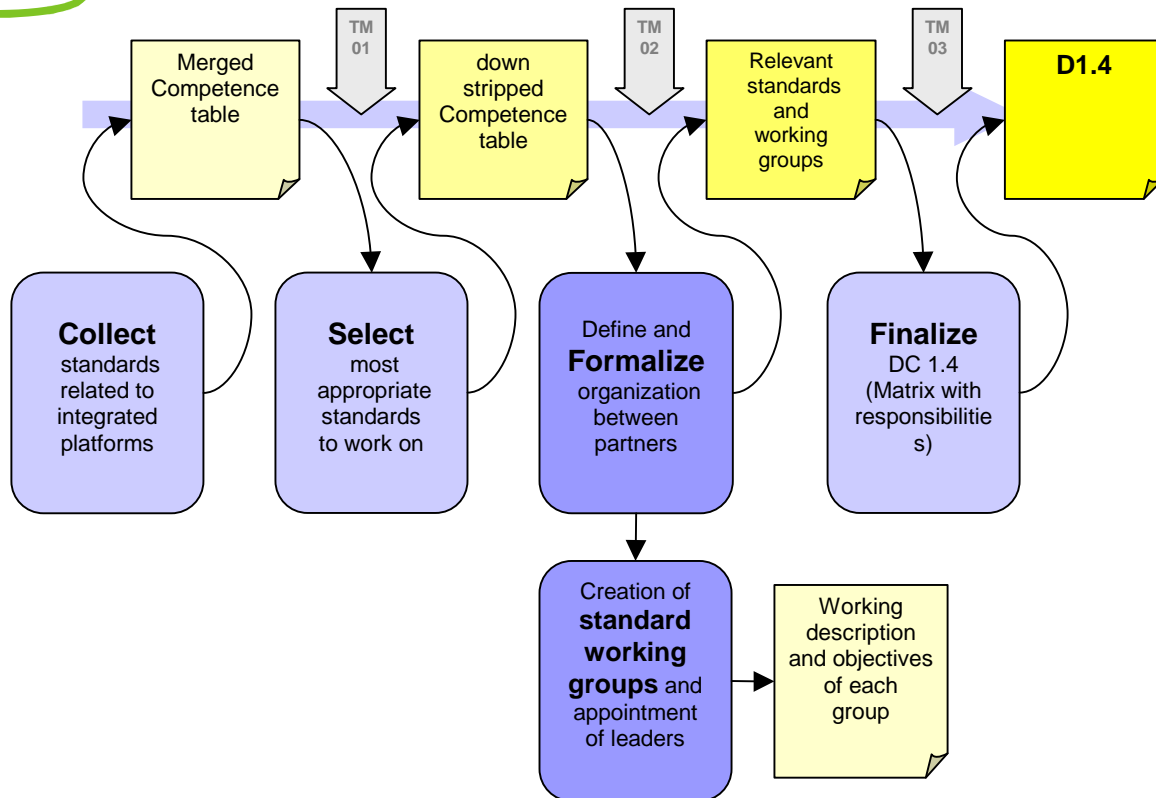 TM
01
TM
02
TM
03
Merged
Competence
table
down
stripped
Competence
table
Relevant
standards
and
working
groups
D1.4
Collect
standards
related to
integrated
platforms
Select
most
appropriate
standards
to work on
Define and
Formalize
organization
between
partners
Finalize
DC 1.4
(Matrix with
responsibilitie
s)
Creation of
standard
working
groups and
appointment
of leaders
Working
description
and objectives
of each
group